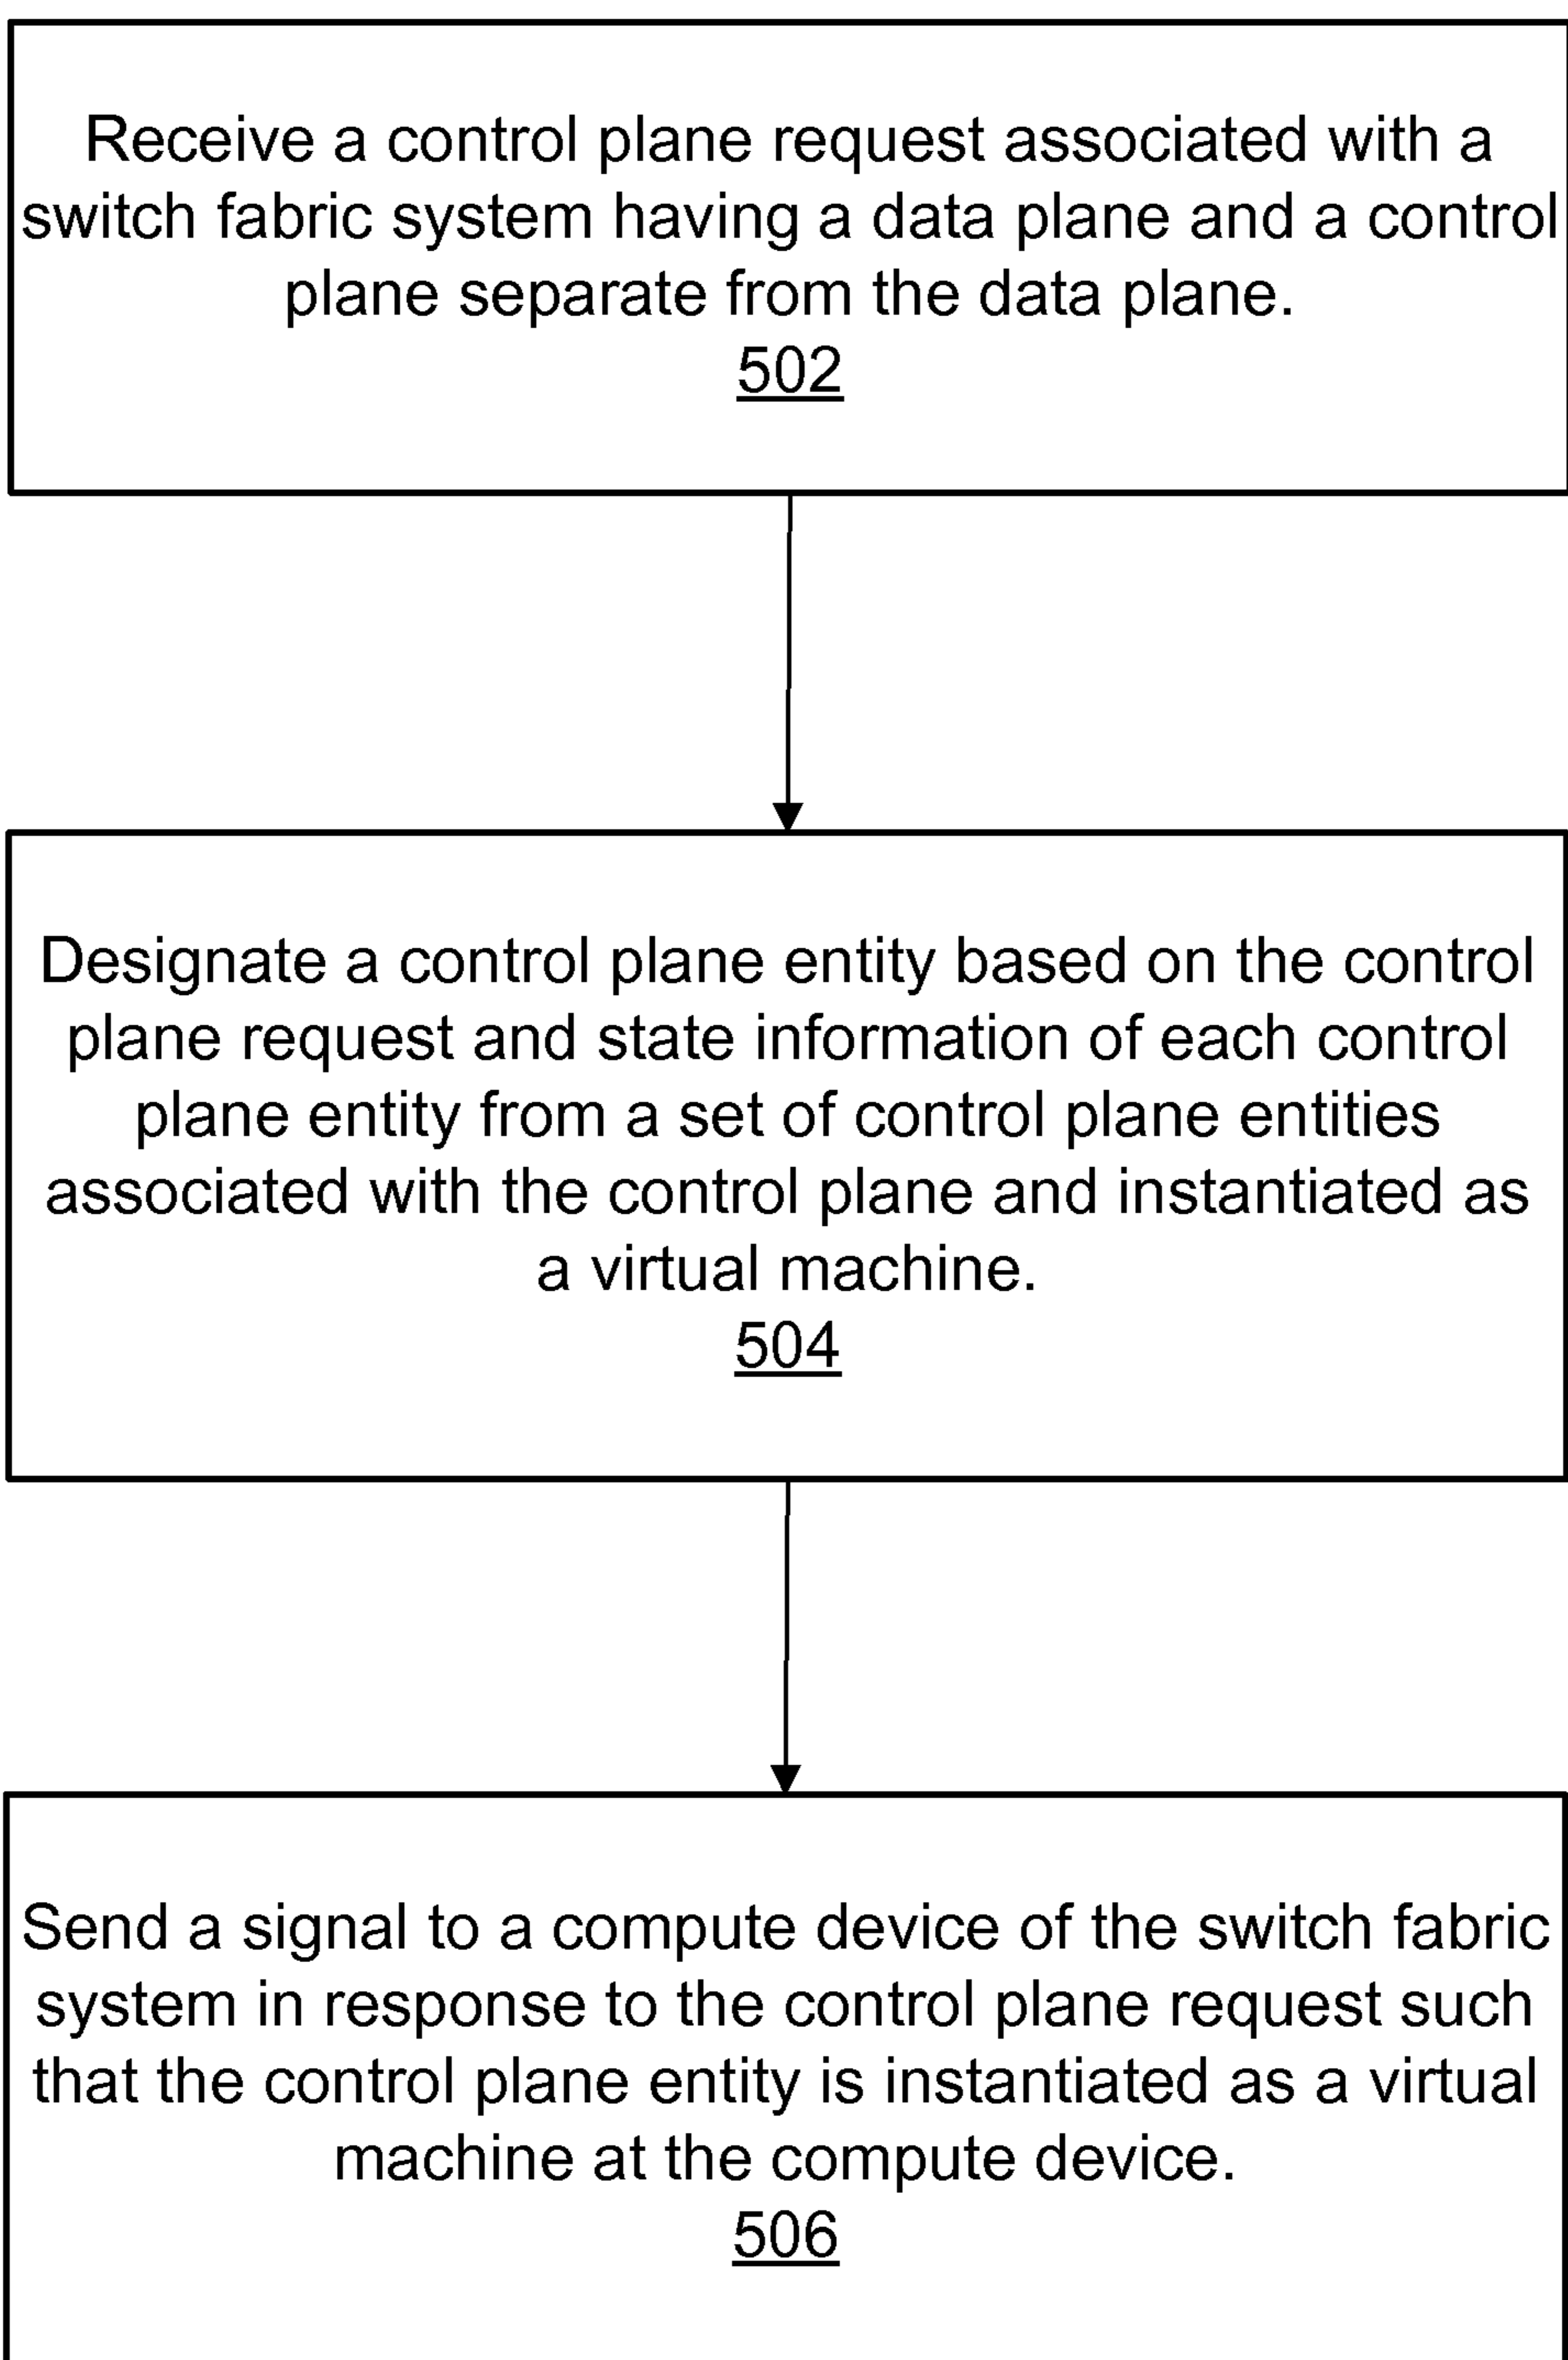 Receive a control plane request associated with a
switch fabric system having a data plane and a control
plane separate from the data plane.
502
Designate a control plane entity based on the control
plane request and state information of each control
plane entity from a set of control plane entities
associated with the control plane and instantiated as
a virtual machine.
504
Send a signal to a compute device of the switch fabric
system in response to the control plane request such
that the control plane entity is instantiated as a virtual
machine at the compute device.
506